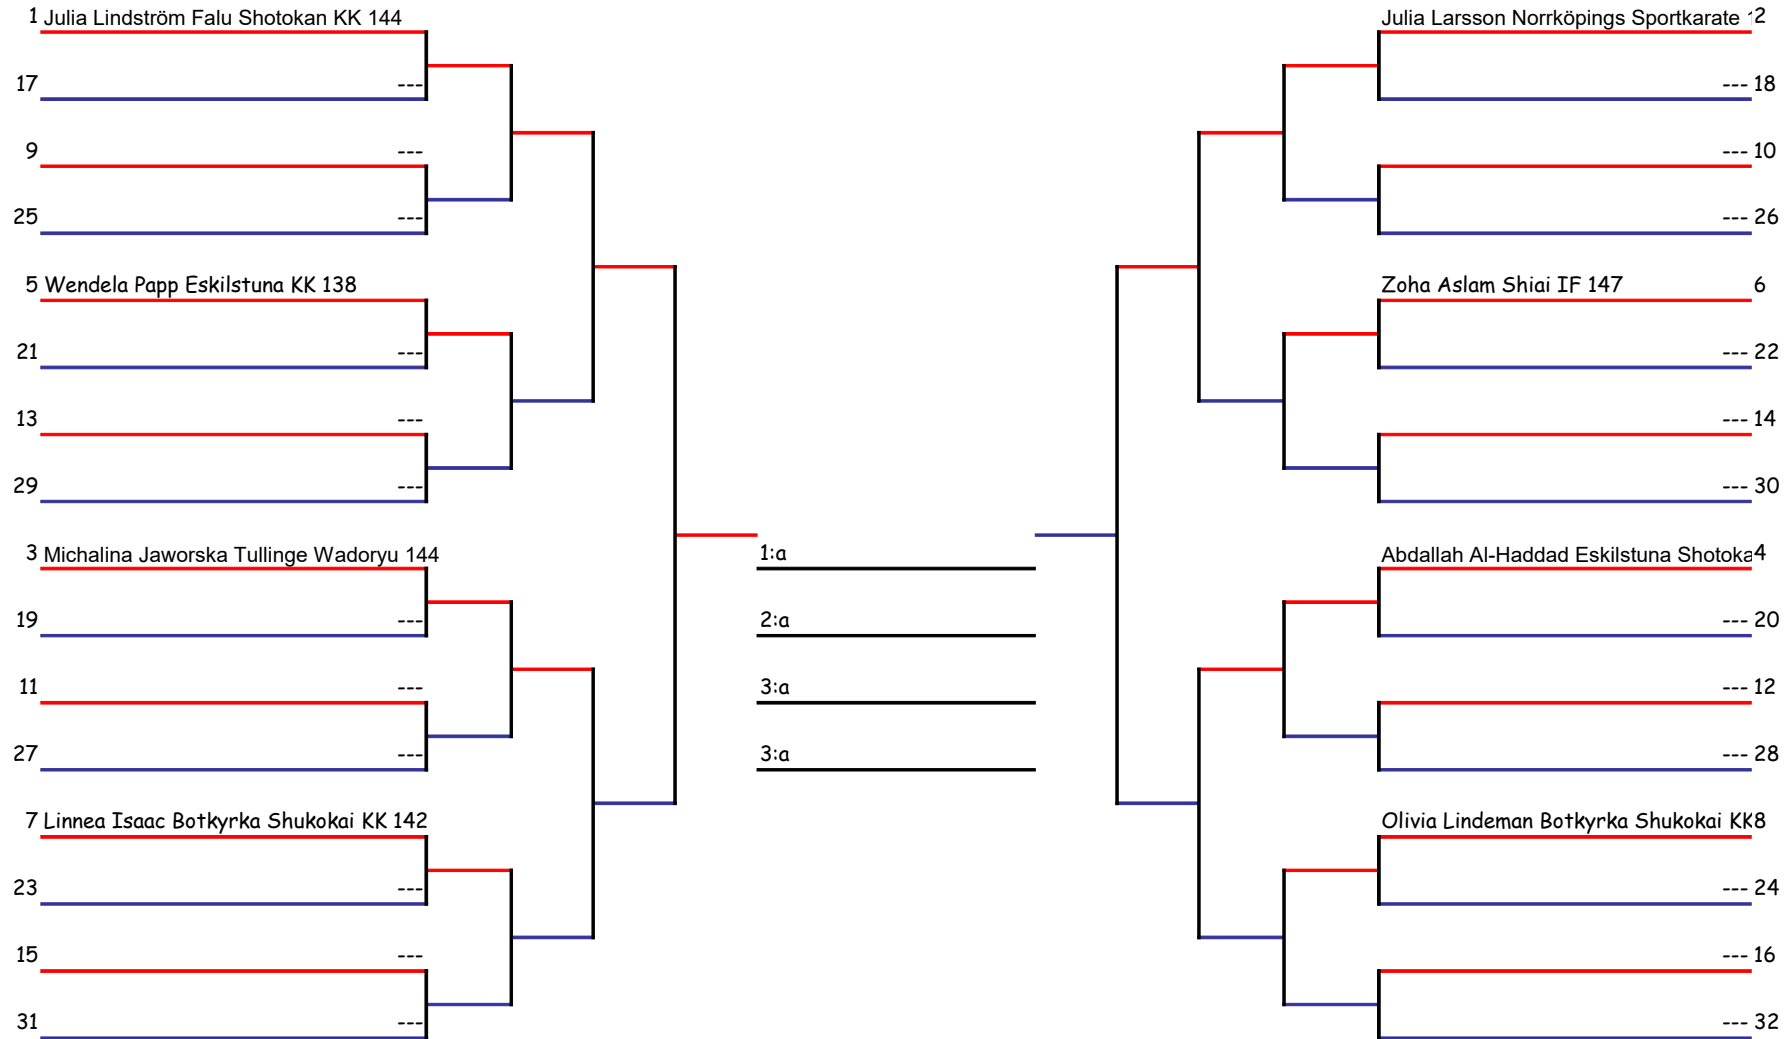 1 Julia Lindström Falu Shotokan KK 144
17 ---
9 ---
25 ---
5 Wendela Papp Eskilstuna KK 138
21 ---
13 ---
29 ---
3 Michalina Jaworska Tullinge Wadoryu 144
19 ---
11 ---
27 ---
7 Linnea Isaac Botkyrka Shukokai KK 142
23 ---
15 ---
31 ---
1:a
2:a
3:a
3:a
Julia Larsson Norrköpings Sportkarate 2
--- 18
--- 10
--- 26
Zoha Aslam Shiai IF 147 6
--- 22
--- 14
--- 30
Abdallah Al-Haddad Eskilstuna Shotoka 4
--- 20
--- 12
--- 28
Olivia Lindeman Botkyrka Shukokai KK 8
--- 24
--- 16
--- 32